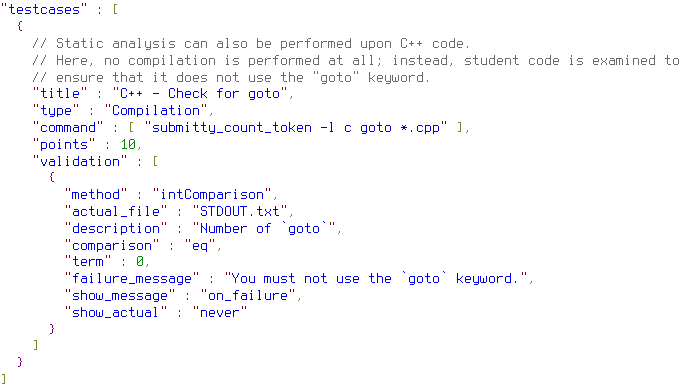 "testcases" : [
  {
    // Static analysis can also be performed upon C++ code.
    // Here, no compilation is performed at all; instead, student code is examined to
    // ensure that it does not use the "goto" keyword.
    "title" : "C++ - Check for goto",
    "type" : "Compilation",
    "command" : [ "submitty_count_token -l c goto *.cpp" ],
    "points" : 10,
    "validation" : [
      {
        "method" : "intComparison",
        "actual_file" : "STDOUT.txt",
        "description" : "Number of `goto`",
        "comparison" : "eq",
        "term" : 0,
        "failure_message" : "You must not use the `goto` keyword.",
        "show_message" : "on_failure",
        "show_actual" : "never"
      }
    ]
  }
]